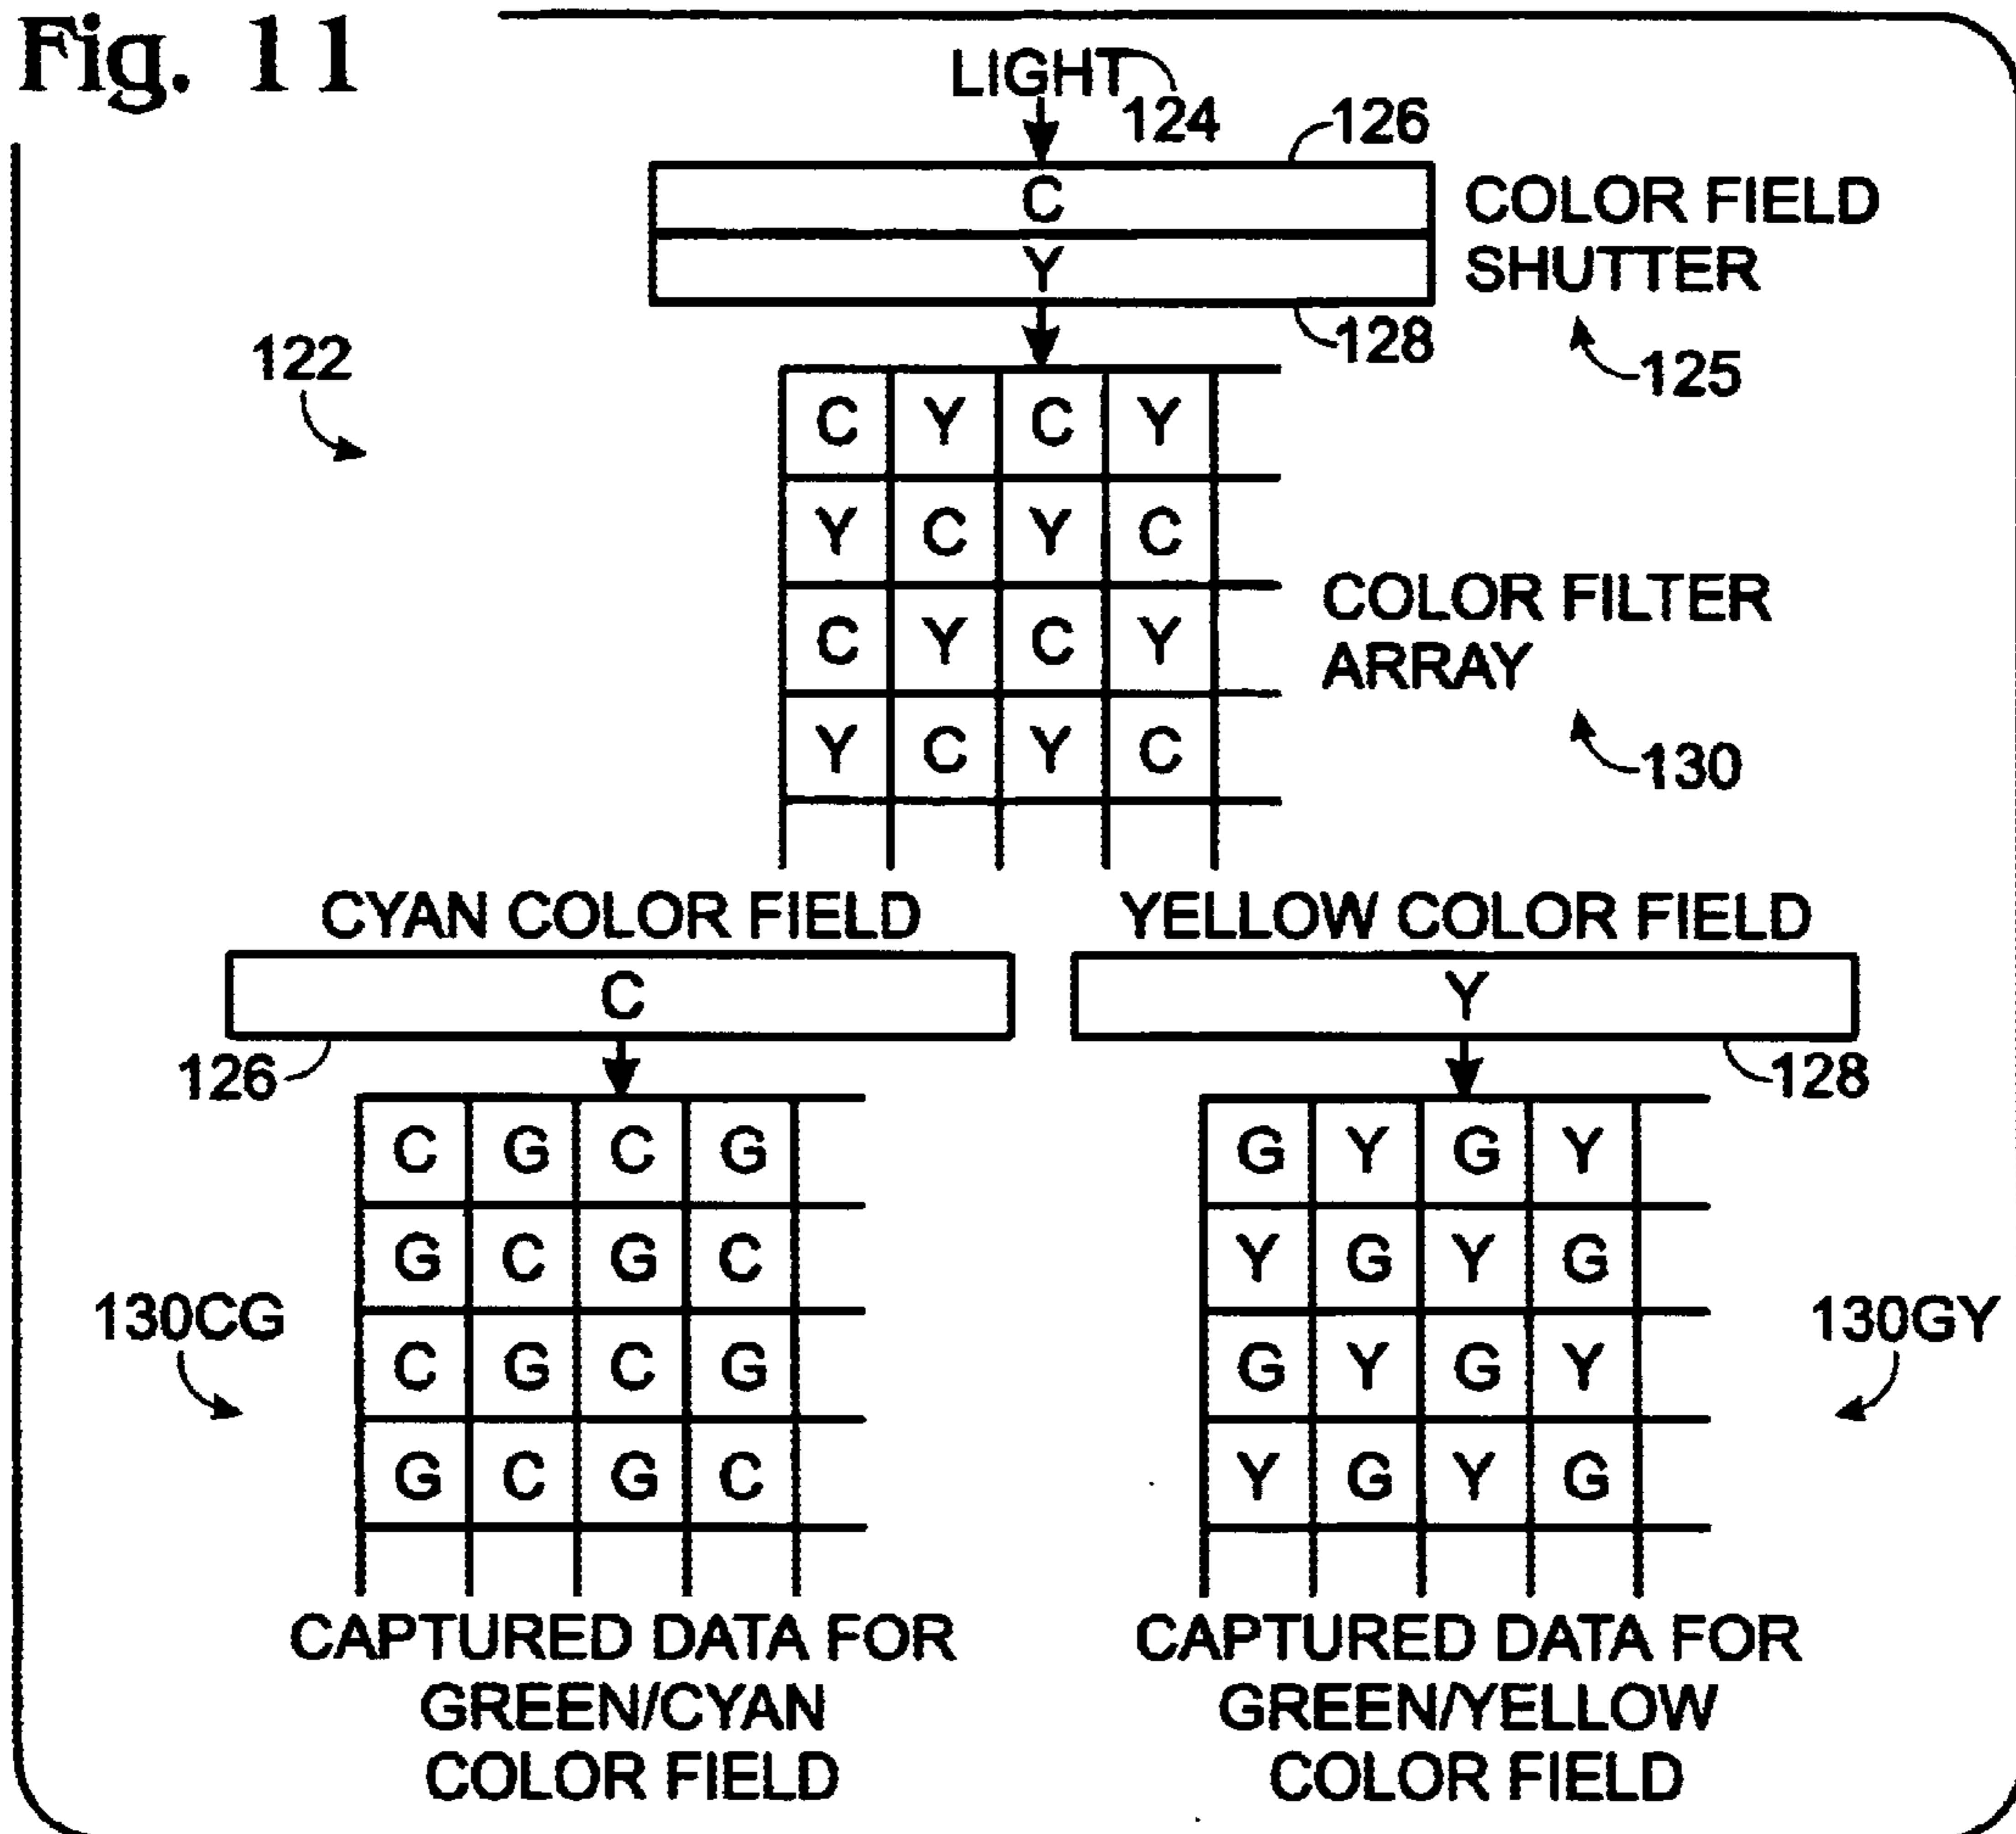 Fig. 11
LIGHT
124
126
C
Y
COLOR FIELD
SHUTTER
128
125
122
C Y C Y
Y C Y C
C Y C Y
Y C Y C
COLOR FILTER
ARRAY
130
CYAN COLOR FIELD
C
126
C G C G
G C G C
C G C G
G C G C
130CG
CAPTURED DATA FOR
GREEN/CYAN
COLOR FIELD
YELLOW COLOR FIELD
Y
128
G Y G Y
Y G Y G
G Y G Y
Y G Y G
130GY
CAPTURED DATA FOR
GREEN/YELLOW
COLOR FIELD